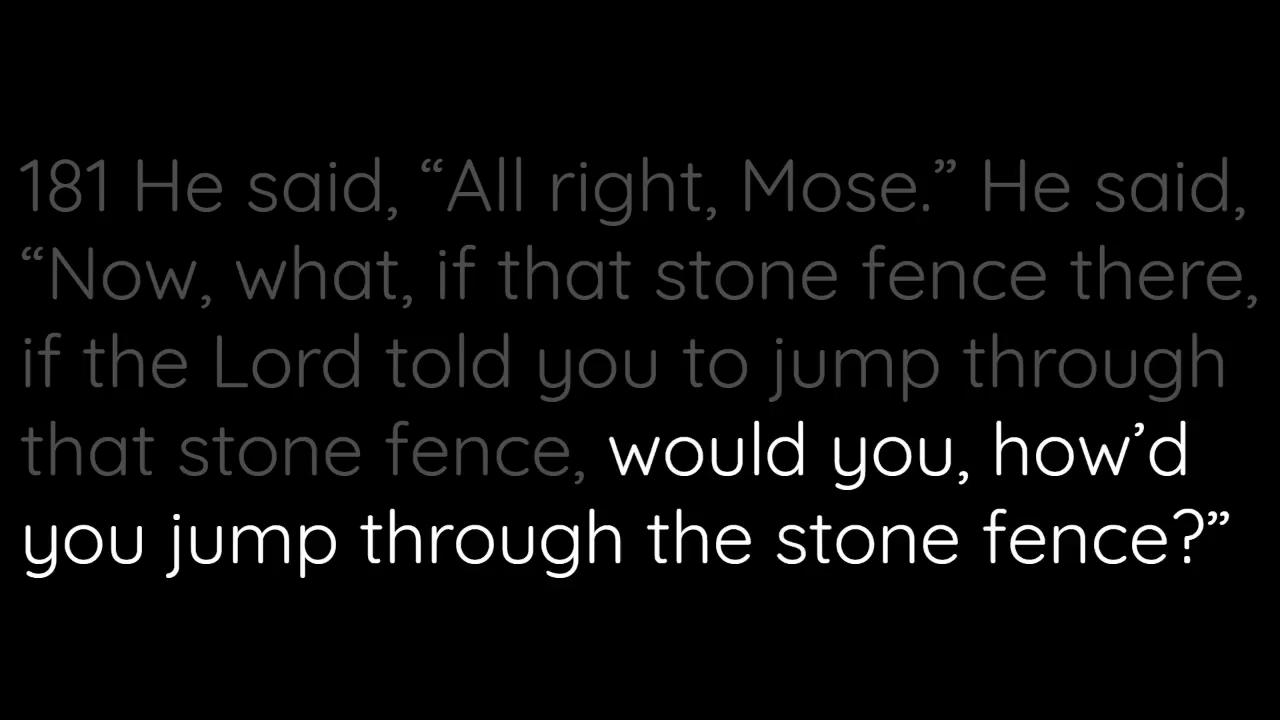 181 He said, “All right, Mose.” He said,
“Now, what, if that stone fence there,
if the Lord told you to jump through
that stone fence, would you, how’d
you jump through the stone fence?”